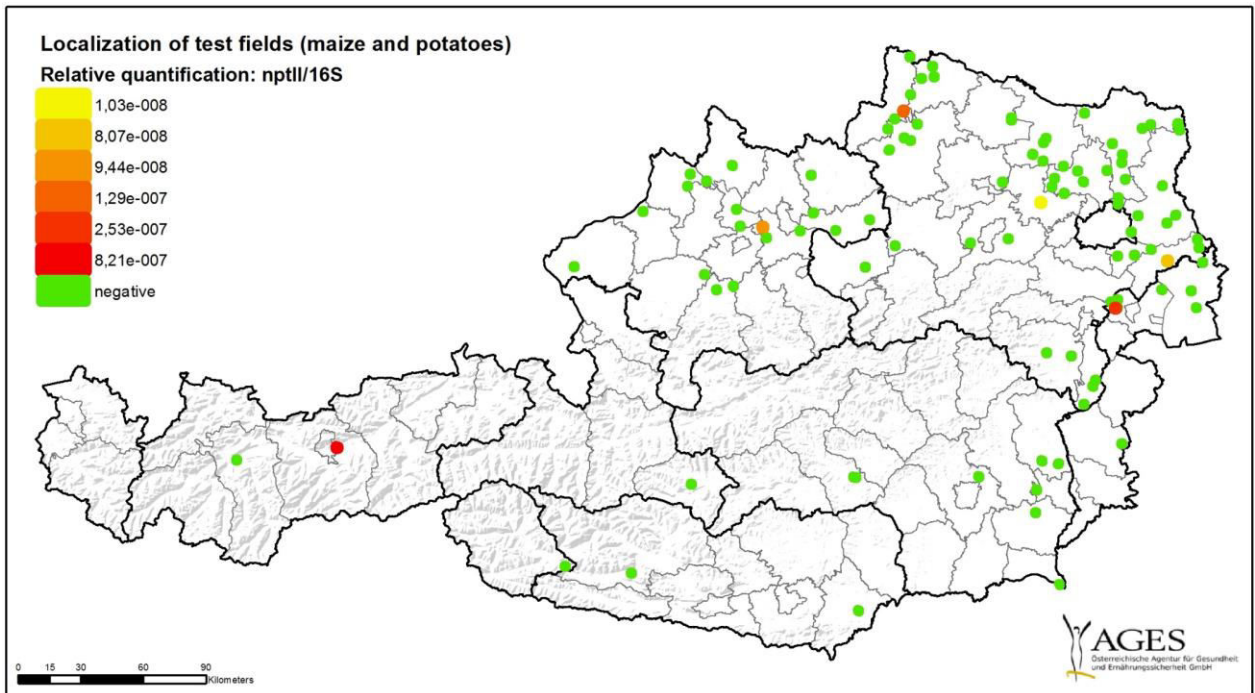 Localization of test fields (maize and potatoes)
Relative quantification: nptII/16S
1,03e-008
8,07e-008
9,44e-008
1,29e-007
2,53e-007
8,21e-007
negative
0 15 30 60 90
Kilometers
AGES
Österreichische Agentur für Gesundheit
und Ernährungssicherheit GmbH